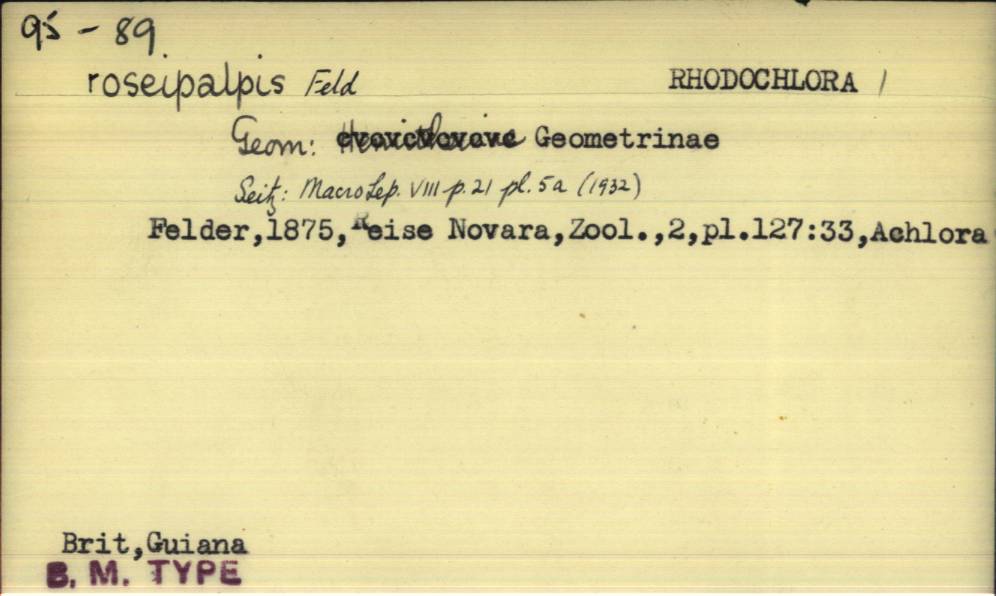 95 - 89
roseipalpis Feld RHODOCHLORA /
Geom: Geometrinae
Seitz: MacroLep. VIII p. 21 pl. 5a (1932)
Felder,1875,Reise Novara,Zool.,2,pl.127:33,Achlora
Brit,Guiana
B. M. TYPE